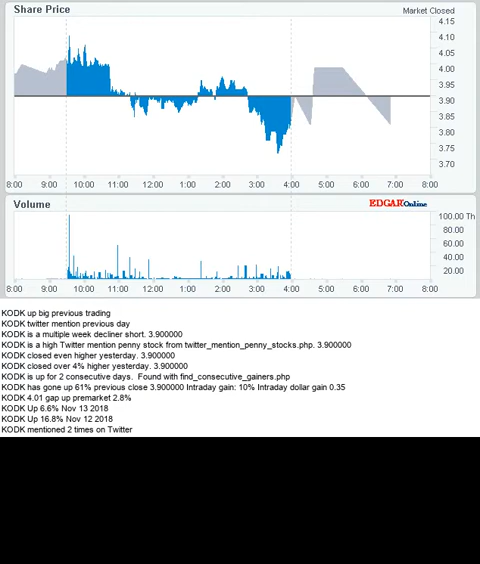 Share Price
Market Closed
4.15
4.10
4.05
4.00
3.95
3.90
3.85
3.80
3.75
3.70
8:00 9:00 10:00 11:00 12:00 1:00 2:00 3:00 4:00 5:00 6:00 7:00 8:00
Volume
EDGAR Online
100.00 Th
80.00
60.00
40.00
20.00
8:00 9:00 10:00 11:00 12:00 1:00 2:00 3:00 4:00 5:00 6:00 7:00 8:00
KODK up big previous trading
KODK twitter mention previous day
KODK is a multiple week decliner short. 3.900000
KODK is a high Twitter mention penny stock from twitter_mention_penny_stocks.php. 3.900000
KODK closed even higher yesterday. 3.900000
KODK closed over 4% higher yesterday. 3.900000
KODK is up for 2 consecutive days. Found with find_consecutive_gainers.php
KODK has gone up 61% previous close 3.900000 Intraday gain: 10% Intraday dollar gain 0.35
KODK 4.01 gap up premarket 2.8%
KODK Up 6.6% Nov 13 2018
KODK Up 16.8% Nov 12 2018
KODK mentioned 2 times on Twitter